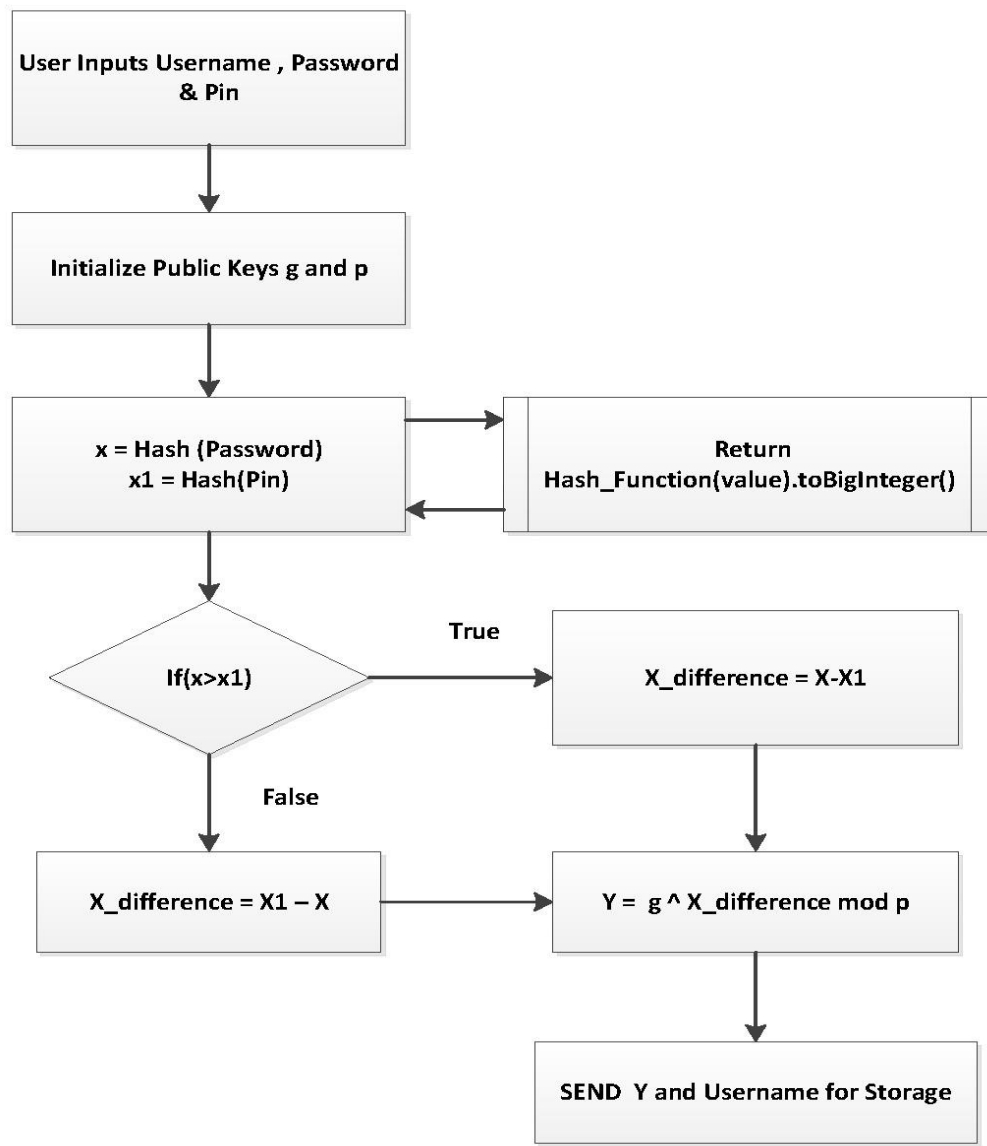 User Inputs Username , Password
& Pin
Initialize Public Keys g and p
x = Hash (Password)
x1 = Hash(Pin)
Return
Hash_Function(value).toBigInteger()
If(x>x1)
True
X_difference = X-X1
False
X_difference = X1 – X
Y = g ^ X_difference mod p
SEND Y and Username for Storage